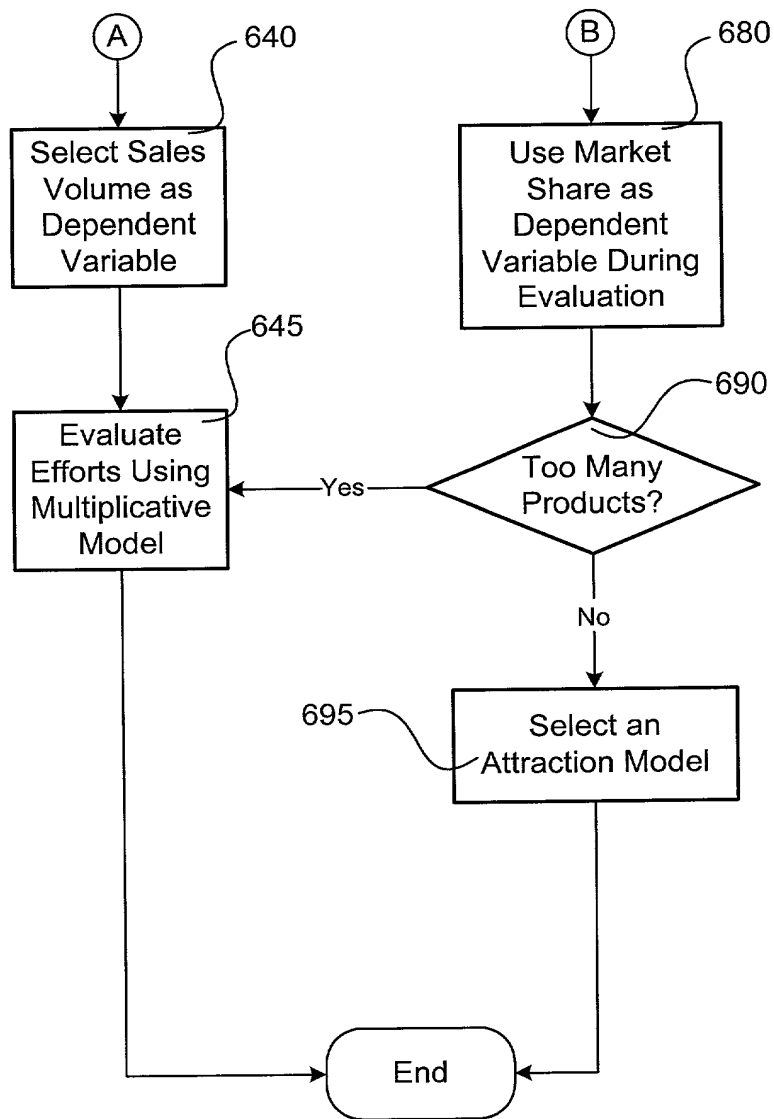 A
640
Select Sales
Volume as
Dependent
Variable
645
Evaluate
Efforts Using
Multiplicative
Model
B
680
Use Market
Share as
Dependent
Variable During
Evaluation
690
Too Many
Products?
Yes
No
695
Select an
Attraction Model
End